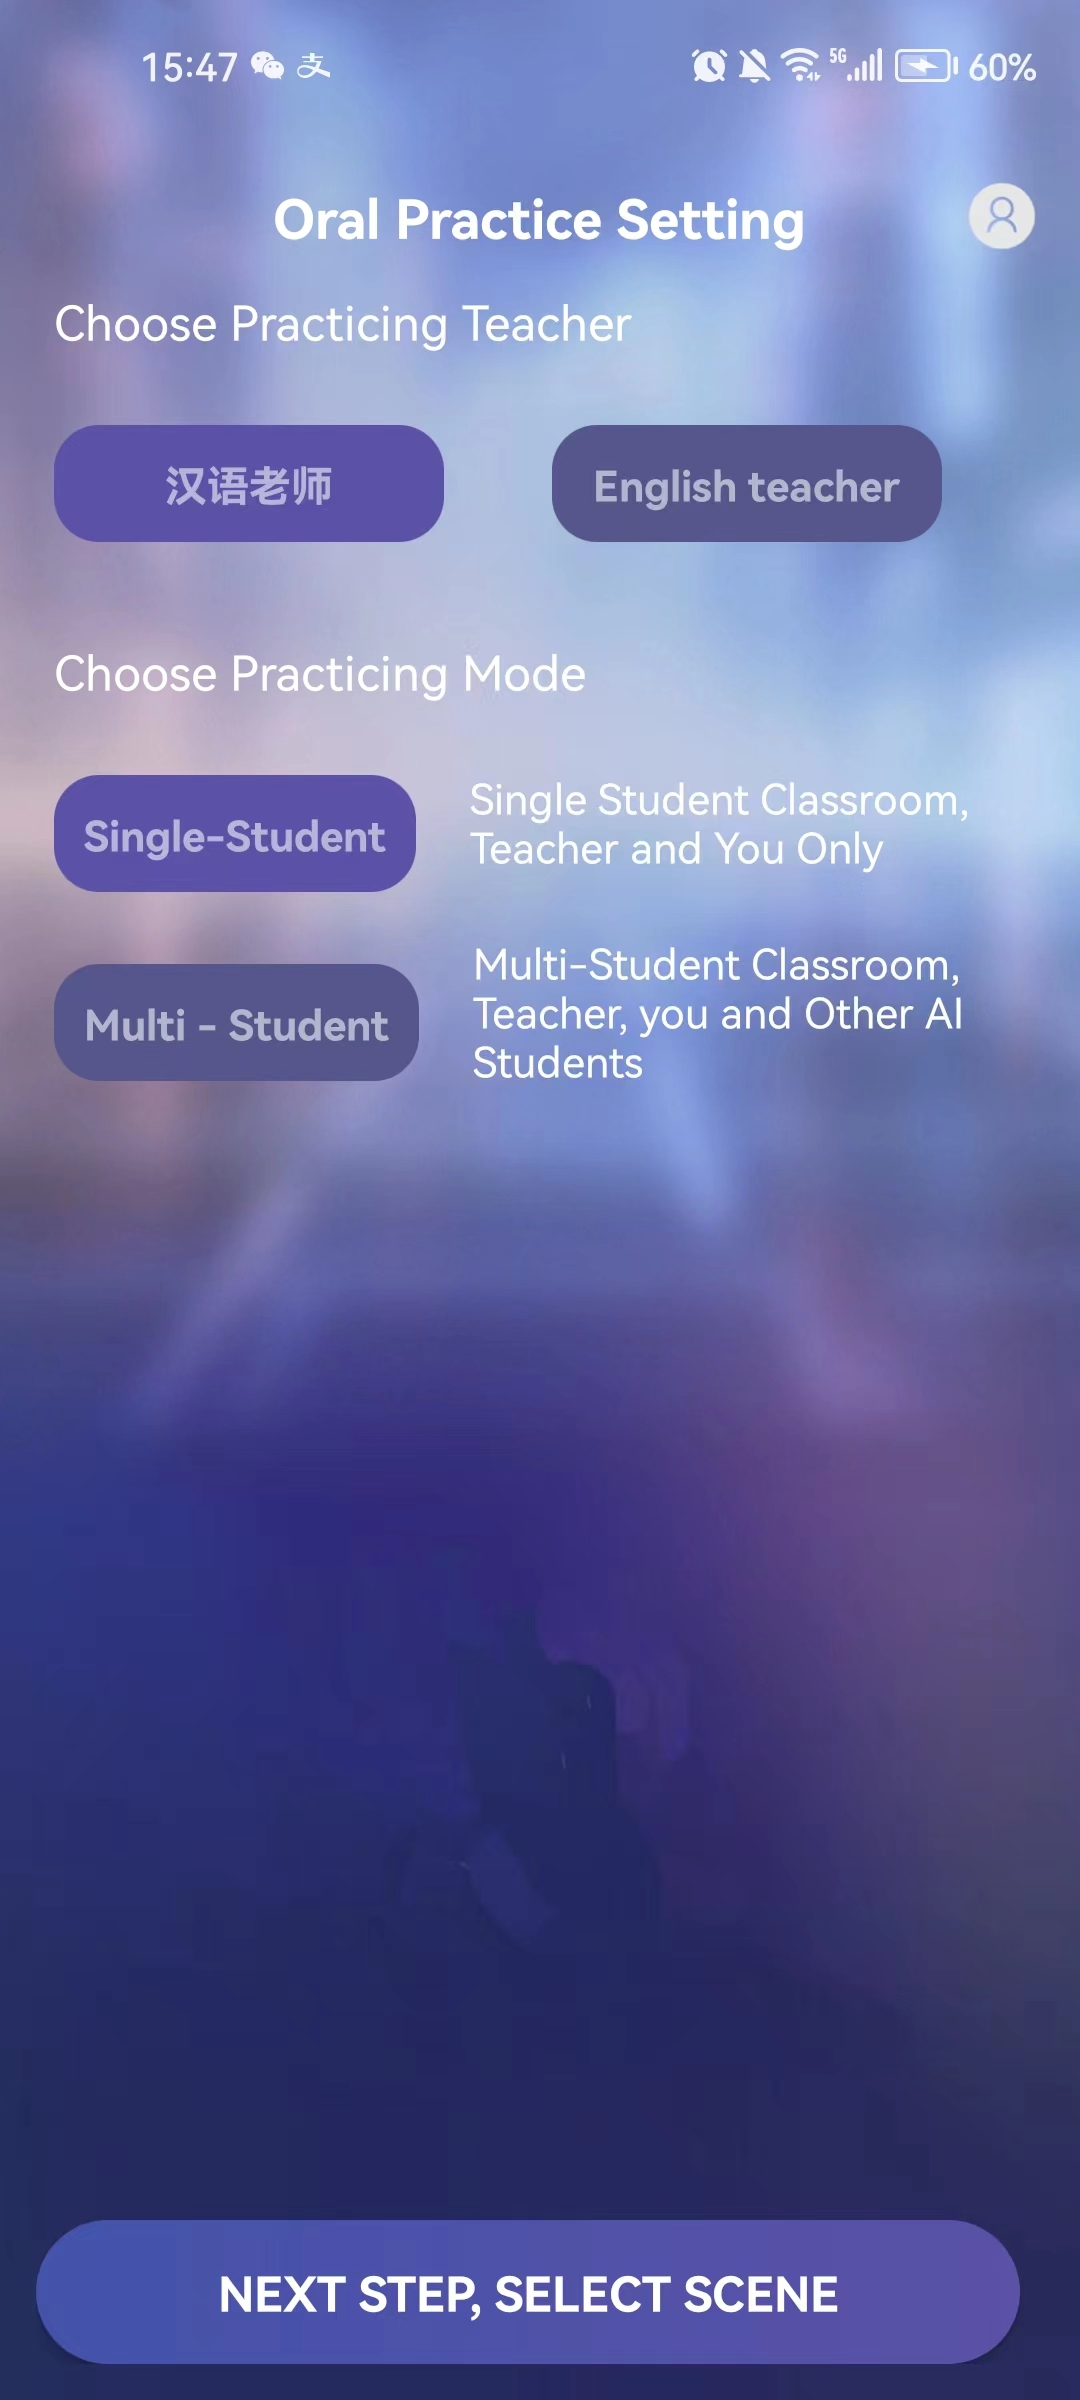 15:47 支 5G 60%
Oral Practice Setting
Choose Practicing Teacher
汉语老师 English teacher
Choose Practicing Mode
Single-Student
Single Student Classroom,
Teacher and You Only
Multi - Student
Multi-Student Classroom,
Teacher, you and Other AI
Students
NEXT STEP, SELECT SCENE